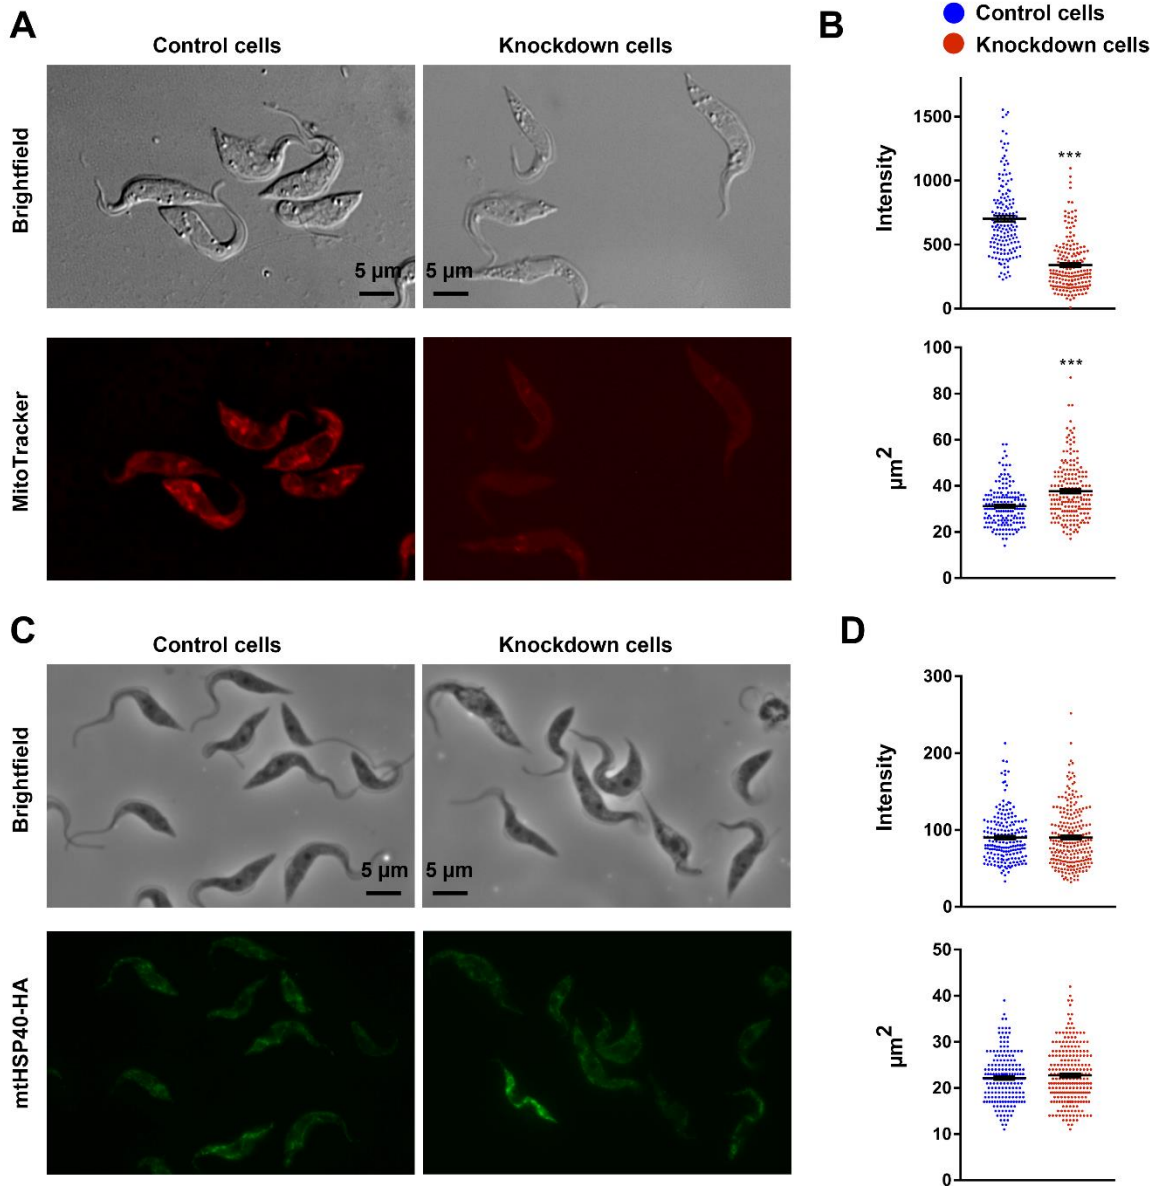 A
Control cells
Knockdown cells
Brightfield
5 µm
5 µm
MitoTracker
B
Control cells
Knockdown cells
Intensity
1500
1000
500
0
***
µm2
100
80
60
40
20
0
***
C
Control cells
Knockdown cells
Brightfield
5 µm
5 µm
mtHSP40-HA
D
Intensity
300
200
100
0
µm2
50
40
30
20
10
0